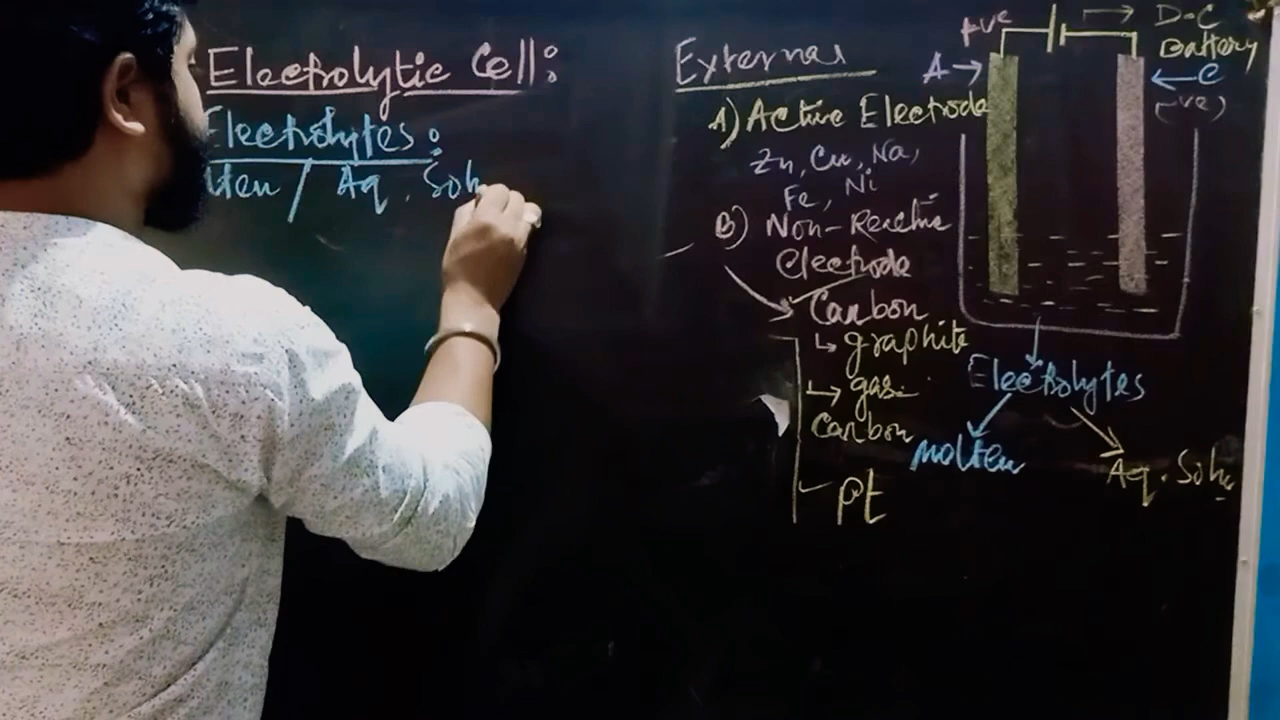 Electrolytic Cell:
Electrolytes:
lten / Aq. Soln
External
A) Active Electrode
Zn, Cu, Na,
Fe, Ni
B) Non-Reactive
Electrode
Carbon
↳ graphite
↳ gas
Carbon
- Pt
+ve
→ D.C
Battery
A →
← C
(-ve)
Electrolytes
Molten
Aq. Soln